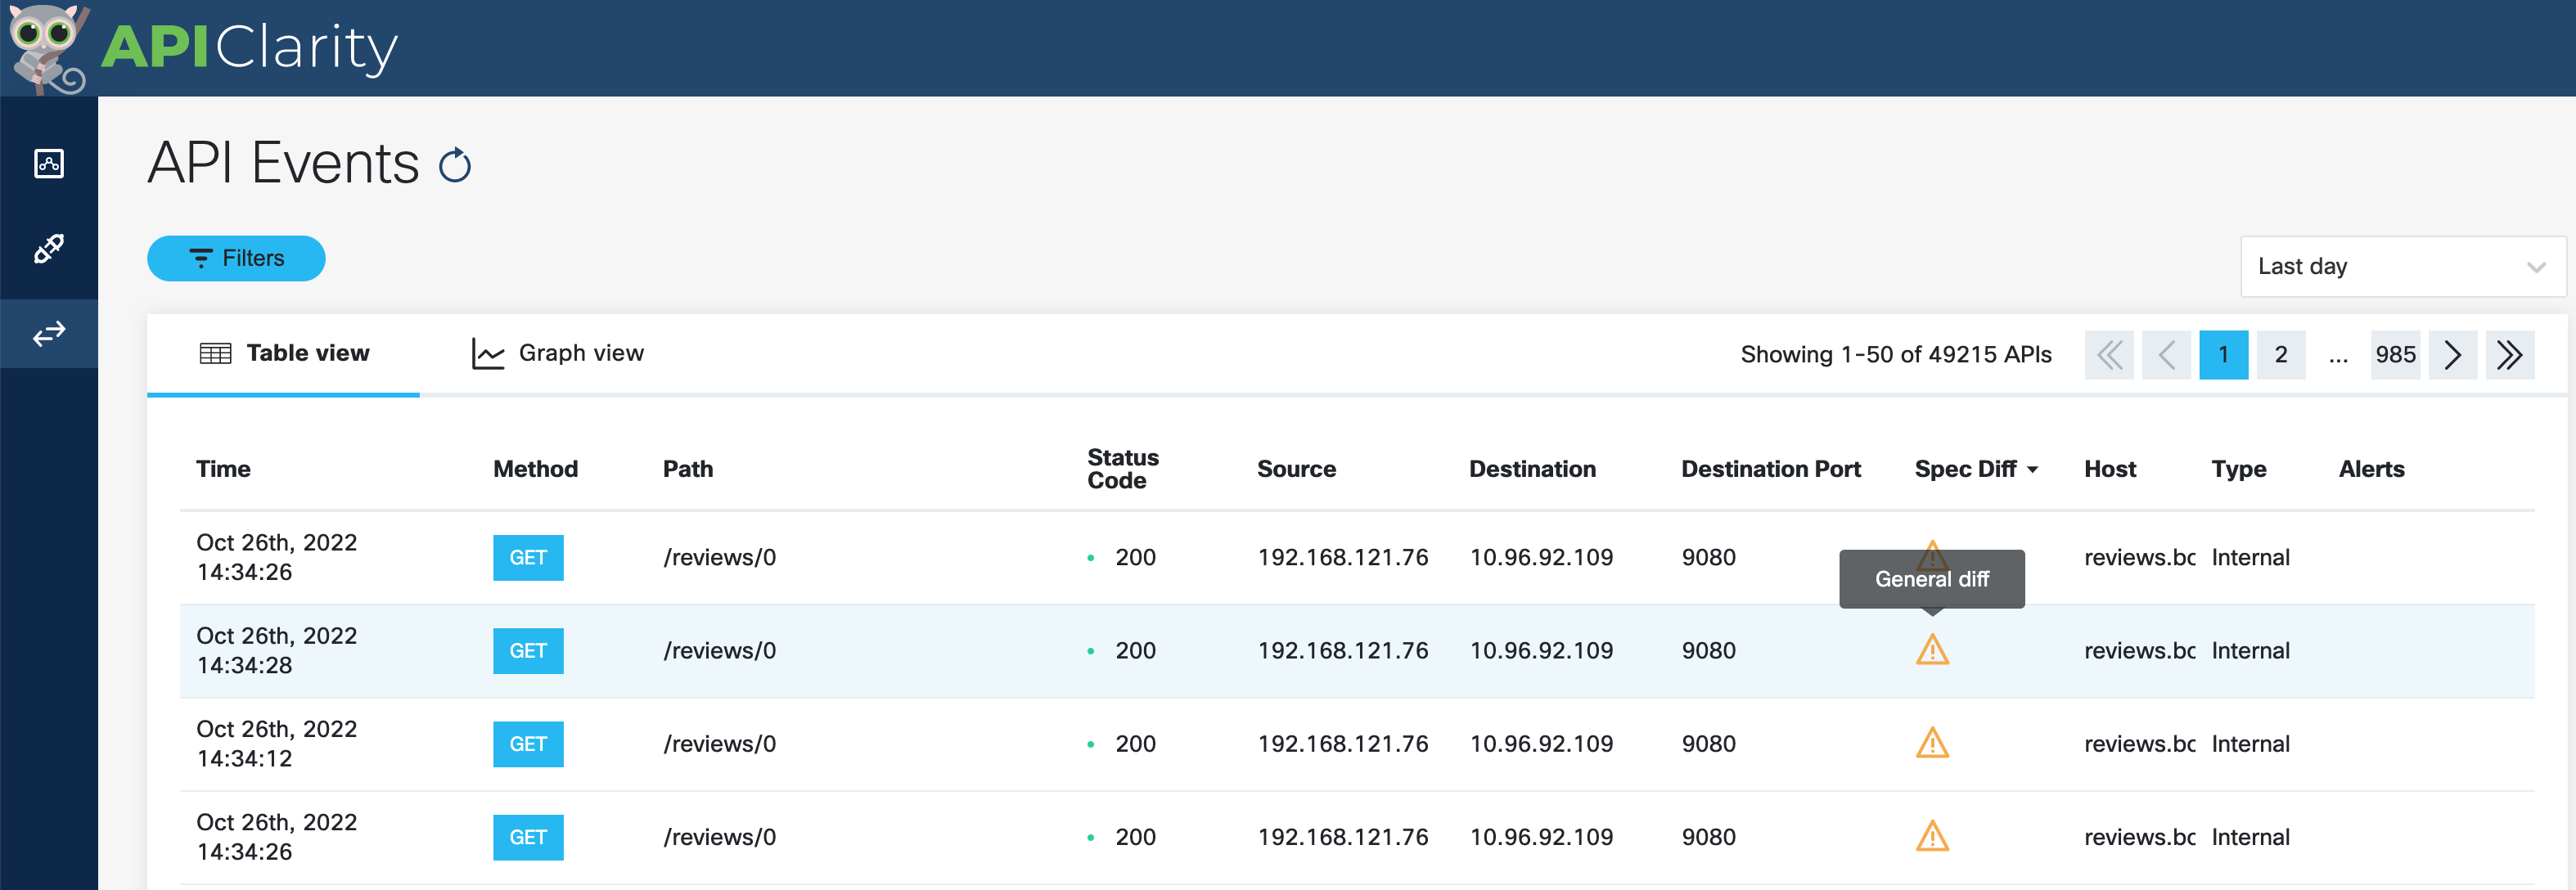 APIClarity
API Events
Filters
Last day
Table view Graph view Showing 1-50 of 49215 APIs 1 2 ... 985
Time Method Path Status Code Source Destination Destination Port Spec Diff Host Type Alerts
Oct 26th, 2022 14:34:26 GET /reviews/0 200 192.168.121.76 10.96.92.109 9080 reviews.bc Internal
General diff
Oct 26th, 2022 14:34:28 GET /reviews/0 200 192.168.121.76 10.96.92.109 9080 reviews.bc Internal
Oct 26th, 2022 14:34:12 GET /reviews/0 200 192.168.121.76 10.96.92.109 9080 reviews.bc Internal
Oct 26th, 2022 14:34:26 GET /reviews/0 200 192.168.121.76 10.96.92.109 9080 reviews.bc Internal